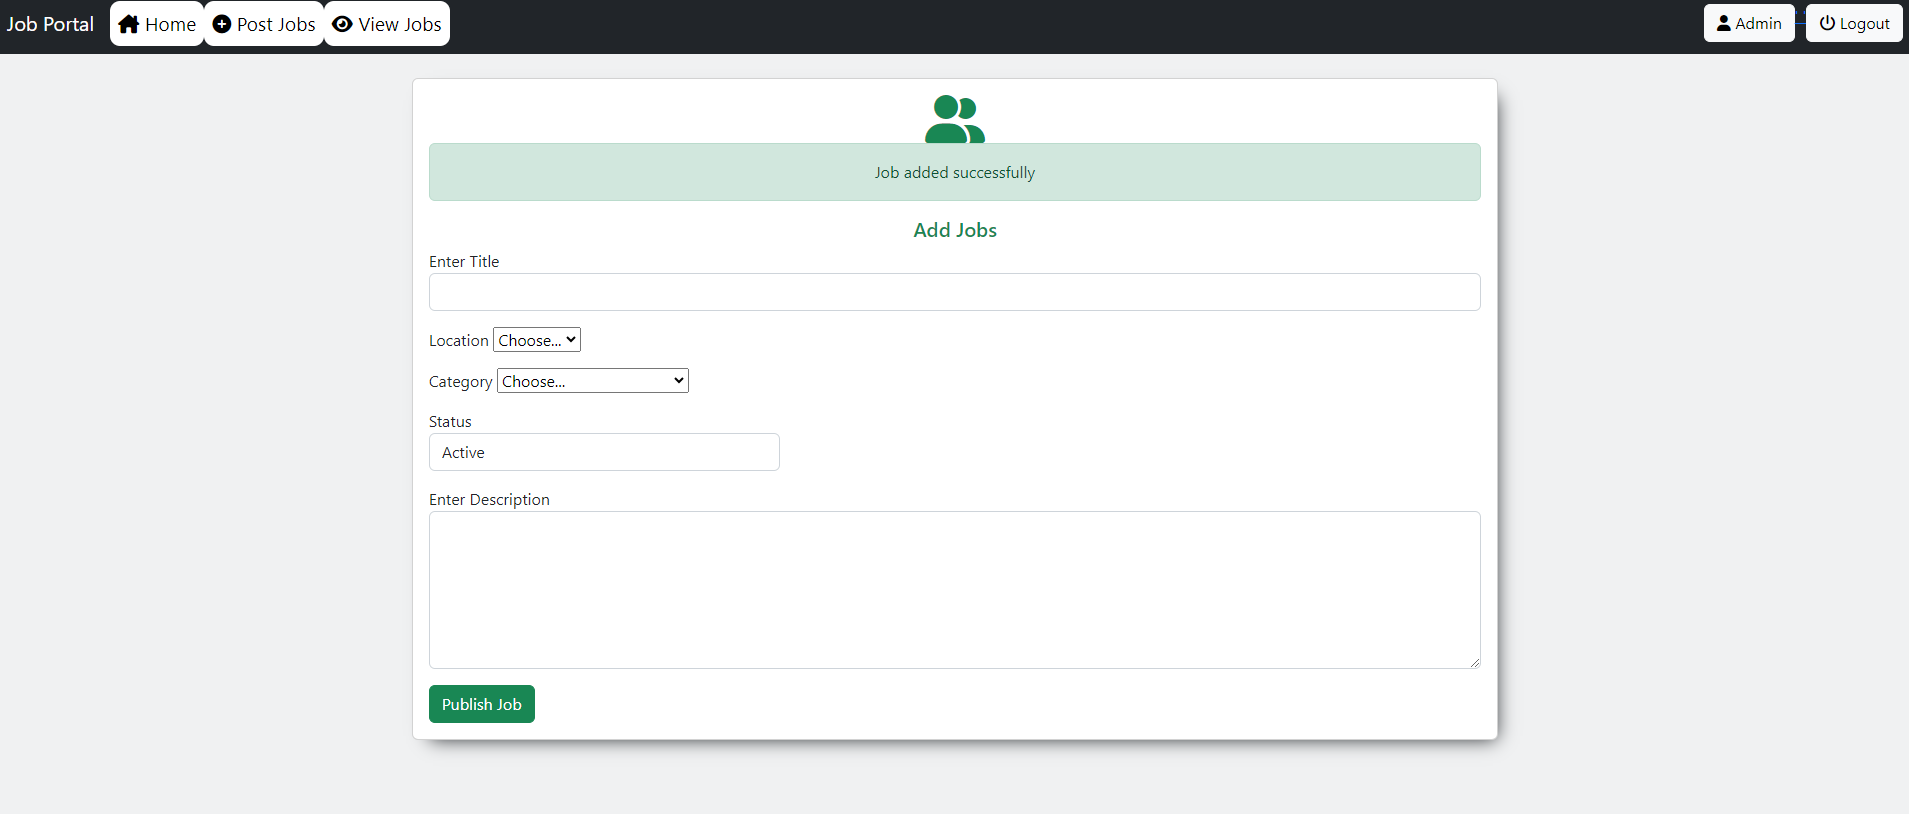 Job Portal Home Post Jobs View Jobs Admin Logout
Job added successfully
Add Jobs
Enter Title
Location Choose...
Category Choose...
Status
Active
Enter Description
Publish Job